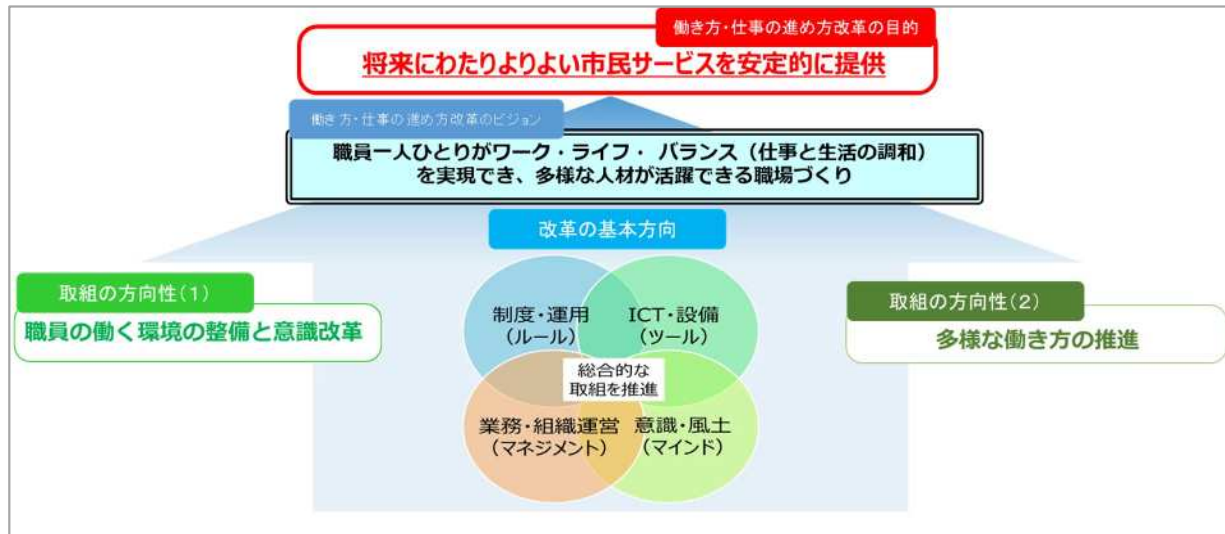 働き方・仕事の進め方改革の目的
将来にわたりよりよい市民サービスを安定的に提供
働き方・仕事の進め方改革のビジョン
職員一人ひとりがワーク・ライフ・ バランス（仕事と生活の調和）
を実現でき、多様な人材が活躍できる職場づくり
改革の基本方向
取組の方向性（１）
職員の働く環境の整備と意識改革
制度・運用
（ルール）
ICT・設備
（ツール）
総合的な
取組を推進
業務・組織運営
（マネジメント）
意識・風土
（マインド）
取組の方向性（２）
多様な働き方の推進